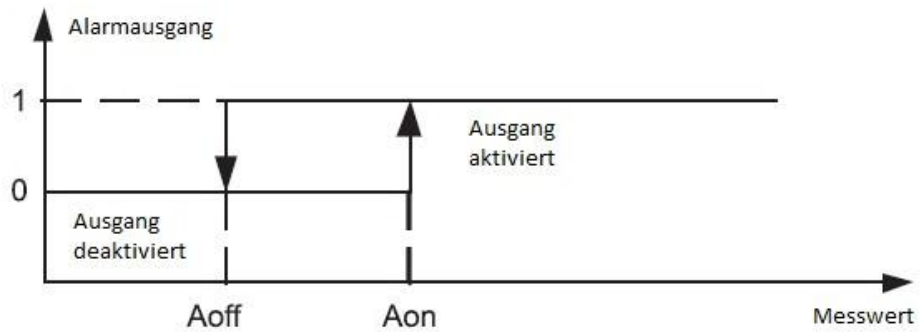 Alarmausgang
1
Ausgang
aktiviert
0
Ausgang
deaktiviert
Aoff
Aon
Messwert